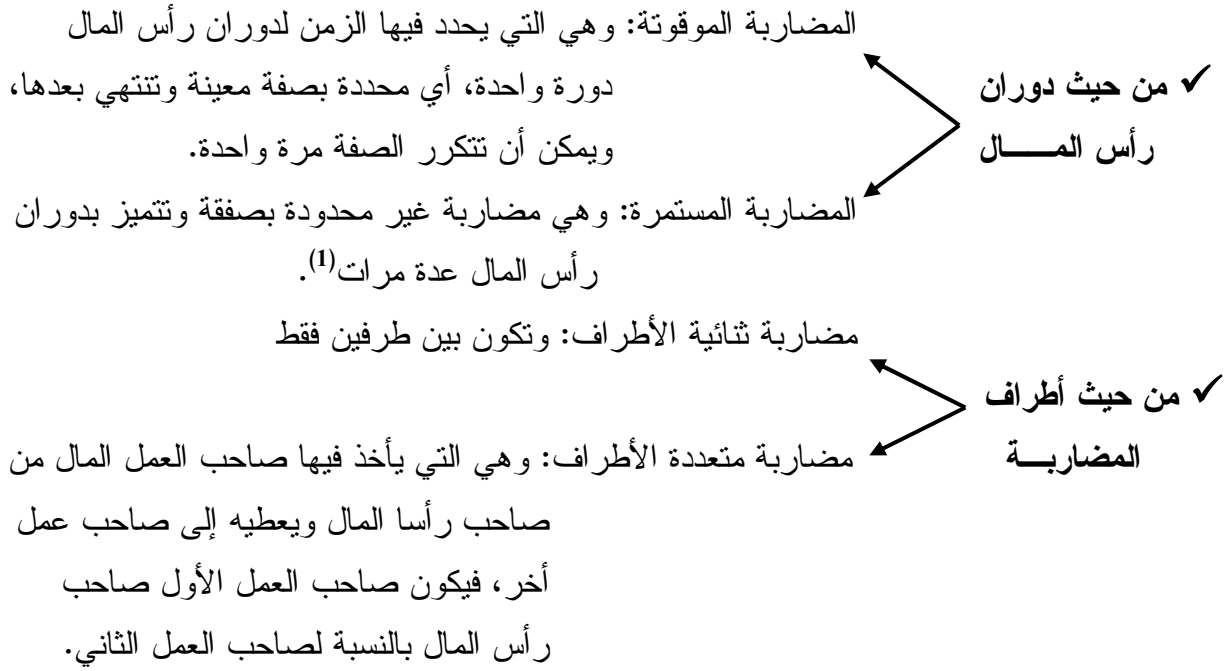 المضاربة الموقوتة: وهي التي يحدد فيها الزمن لدوران رأس المال
✓ من حيث دوران
دورة واحدة، أي محددة بصفة معينة وتنتهي بعدها،
رأس المـــــال
ويمكن أن تتكرر الصفة مرة واحدة.
المضاربة المستمرة: وهي مضاربة غير محدودة بصفقة وتتميز بدوران
رأس المال عدة مرات(1).
مضاربة ثنائية الأطراف: وتكون بين طرفين فقط
✓ من حيث أطراف
المضاربـــة
مضاربة متعددة الأطراف: وهي التي يأخذ فيها صاحب العمل المال من
صاحب رأسا المال ويعطيه إلى صاحب عمل
أخر، فيكون صاحب العمل الأول صاحب
رأس المال بالنسبة لصاحب العمل الثاني.